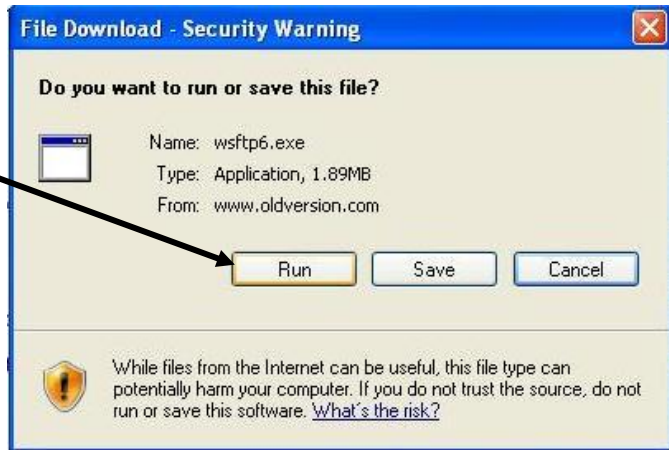 File Download - Security Warning
Do you want to run or save this file?
Name: wsftp6.exe
Type: Application, 1.89MB
From: www.oldversion.com
Run Save Cancel
While files from the Internet can be useful, this file type can
potentially harm your computer. If you do not trust the source, do not
run or save this software. What's the risk?